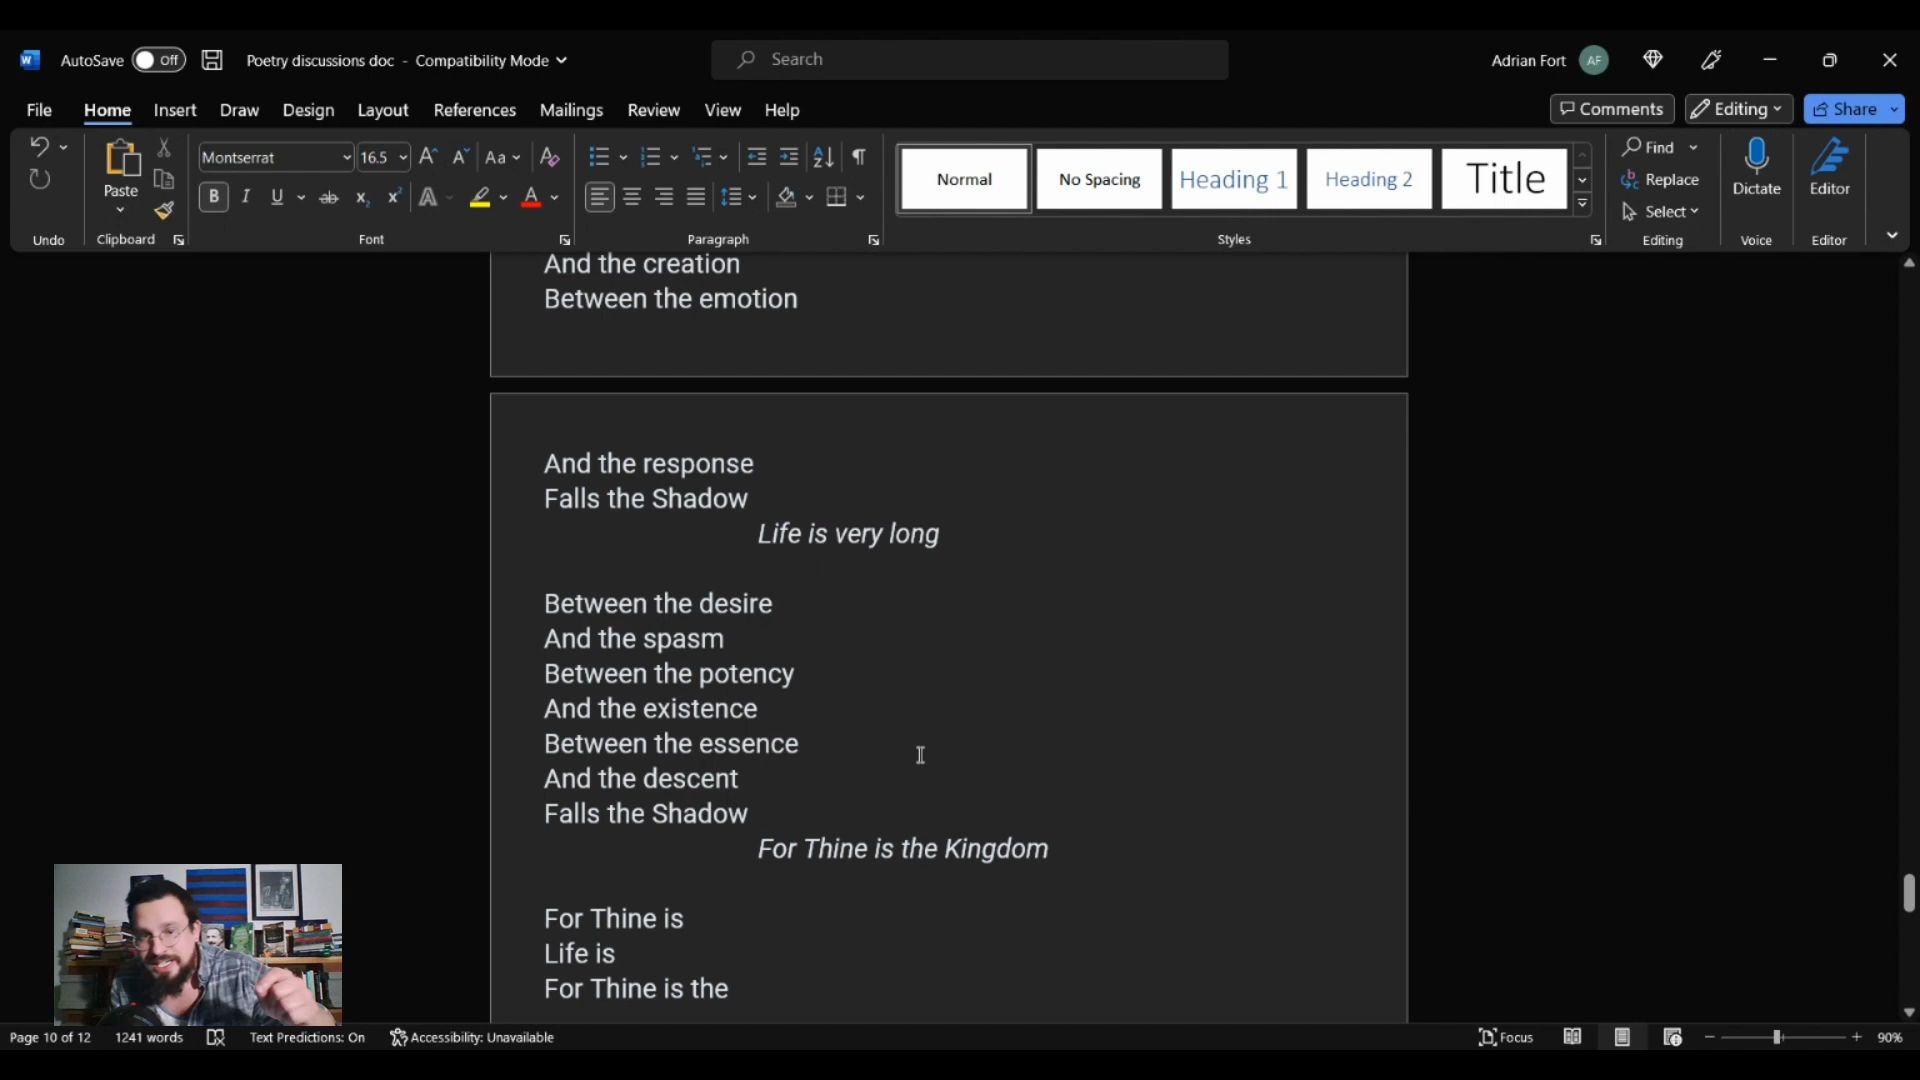 AutoSave Off Poetry discussions doc - Compatibility Mode Search Adrian Fort AF
File Home Insert Draw Design Layout References Mailings Review View Help Comments Editing Share
Montserrat 16.5 Aa Find
Paste Normal No Spacing Heading 1 Heading 2 Title Replace Dictate Editor
B I U ab x₂ x² A A Select
Undo Clipboard Font Paragraph Styles Editing Voice Editor
And the creation
Between the emotion
And the response
Falls the Shadow
Life is very long
Between the desire
And the spasm
Between the potency
And the existence
Between the essence
And the descent
Falls the Shadow
For Thine is the Kingdom
For Thine is
Life is
For Thine is the
Page 10 of 12 1241 words Text Predictions: On Accessibility: Unavailable Focus 90%